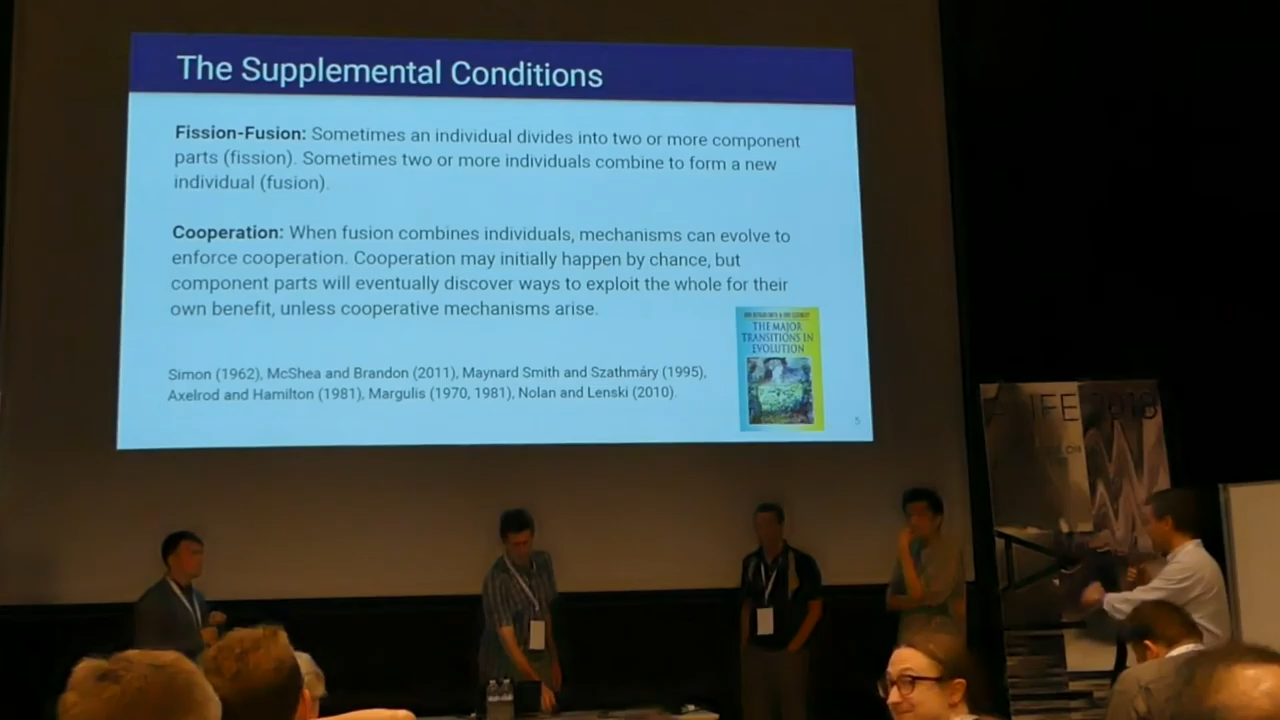 The Supplemental Conditions
Fission-Fusion: Sometimes an individual divides into two or more component
parts (fission). Sometimes two or more individuals combine to form a new
individual (fusion).
Cooperation: When fusion combines individuals, mechanisms can evolve to
enforce cooperation. Cooperation may initially happen by chance, but
component parts will eventually discover ways to exploit the whole for their
own benefit, unless cooperative mechanisms arise.
THE MAJOR
TRANSITIONS IN
EVOLUTION
Simon (1962), McShea and Brandon (2011), Maynard Smith and Szathmáry (1995),
Axelrod and Hamilton (1981), Margulis (1970, 1981), Nolan and Lenski (2010).
5
2018